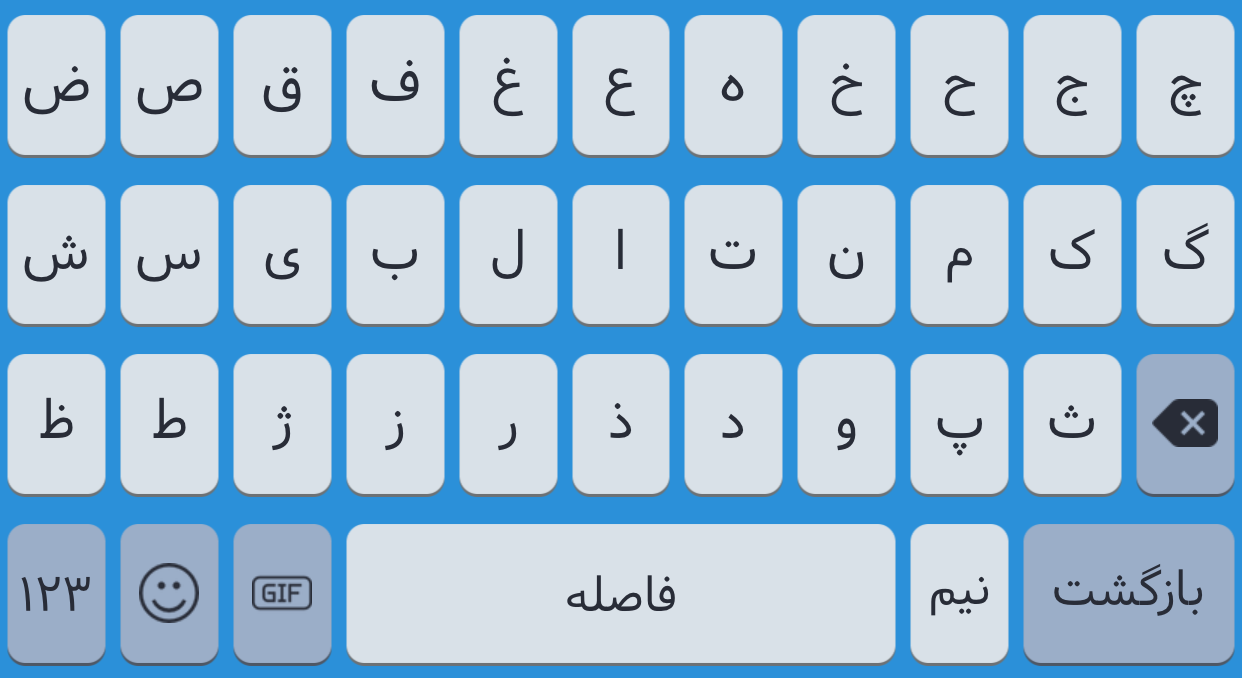 ض ص ق ف غ ع ه خ ح ج چ
ش س ی ب ل ا ت ن م ک گ
ظ ط ژ ز ر ذ د و پ ث
۱۲۳ GIF فاصله نیم بازگشت